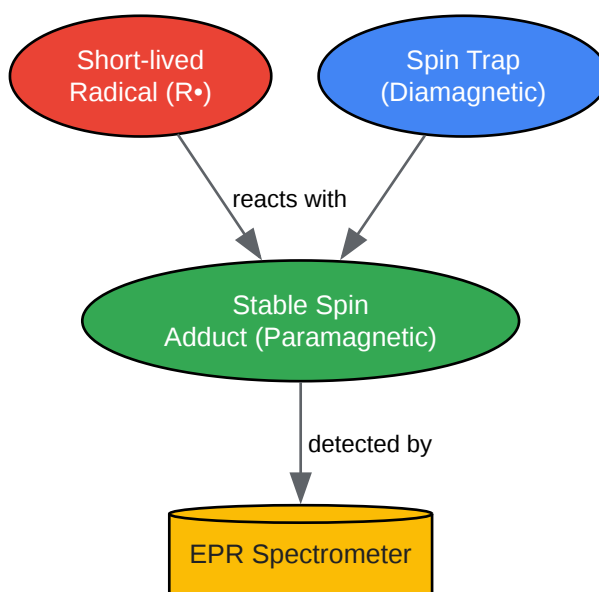 Short-lived
Radical (R•)
Spin Trap
(Diamagnetic)
reacts with
Stable Spin
Adduct (Paramagnetic)
detected by
EPR Spectrometer